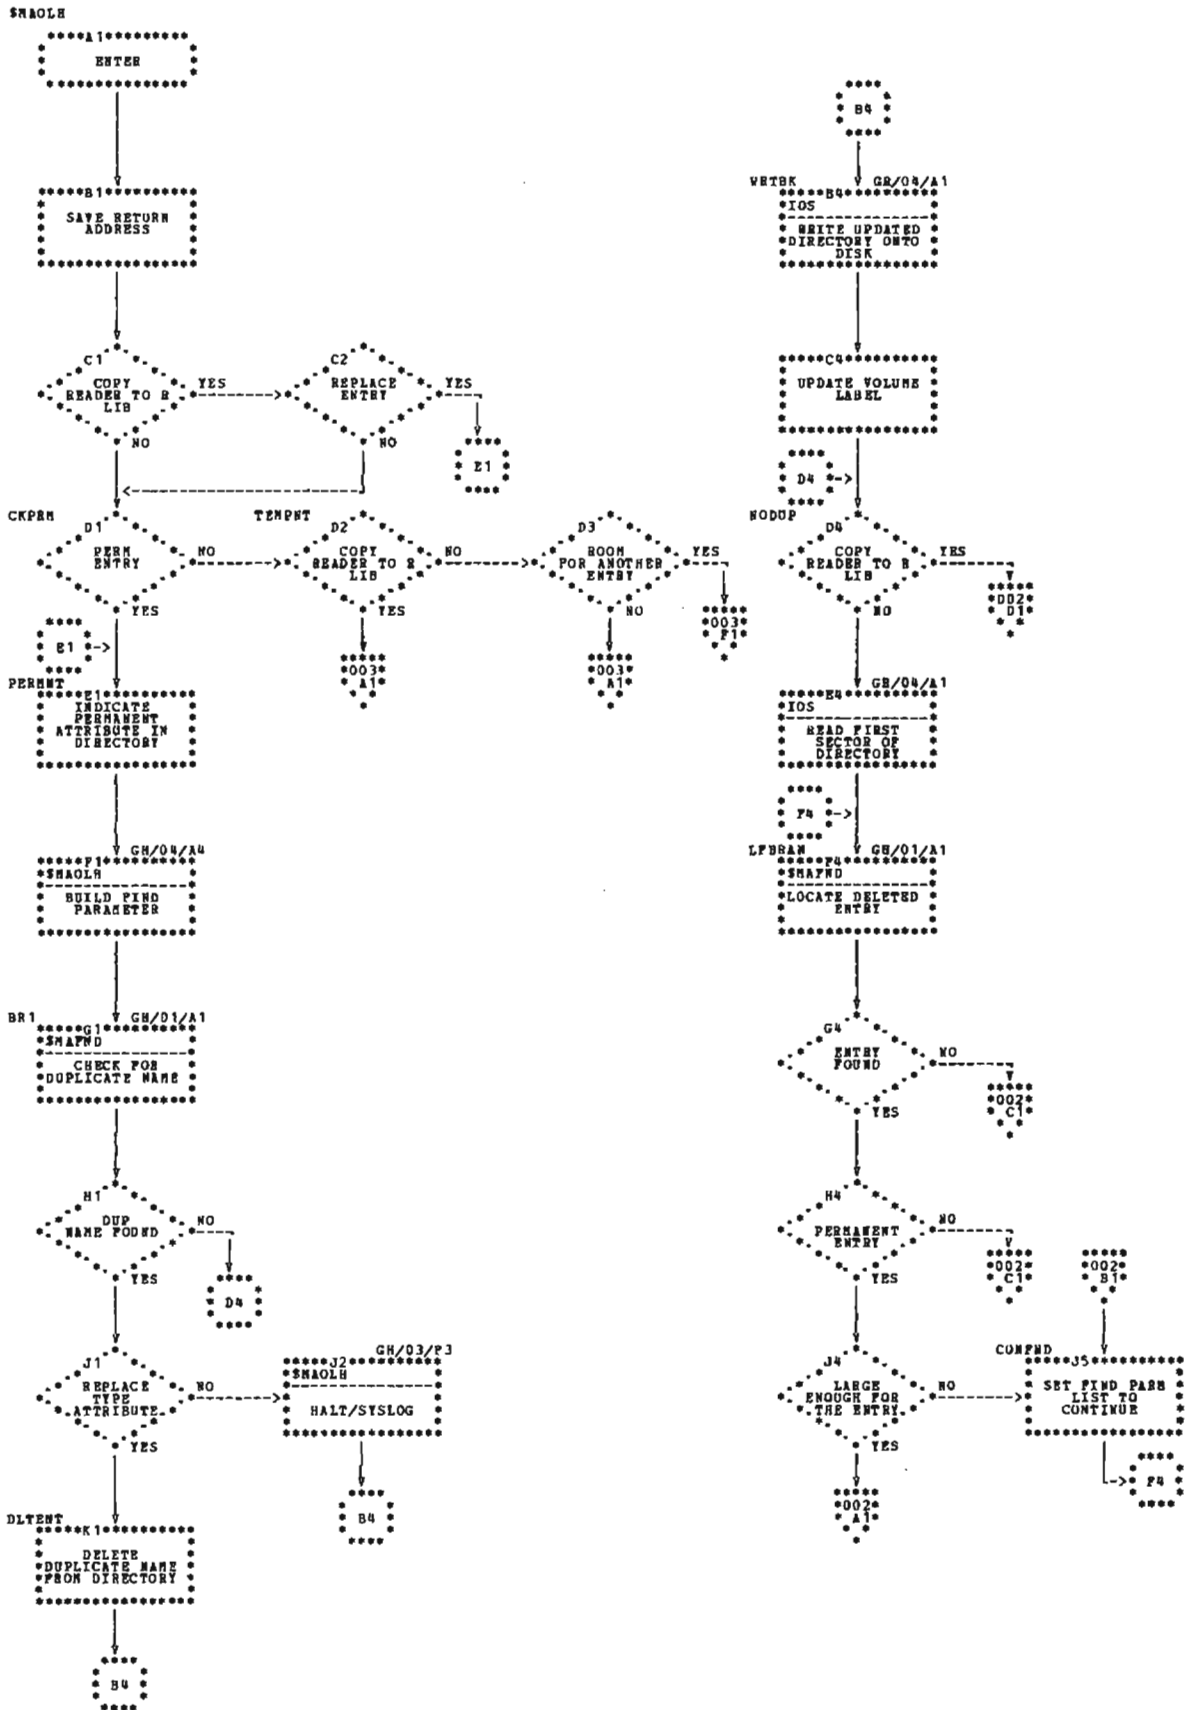 $MAOLH
A1
ENTER
B1
SAVE RETURN
ADDRESS
C1
COPY
READER TO R
LIB
YES
NO
C2
REPLACE
ENTRY
YES
NO
E1
CKPRM
D1
PERM
ENTRY
NO
YES
TEMPNT
D2
COPY
READER TO R
LIB
NO
YES
003
A1
D3
ROOM
FOR ANOTHER
ENTRY
YES
NO
003
F1
003
A1
E1
PERMNT
E1
INDICATE
PERMANENT
ATTRIBUTE IN
DIRECTORY
GH/04/A4
F1
$MAOLH
BUILD FIND
PARAMETER
BR1
GH/01/A1
G1
$MAFND
CHECK FOR
DUPLICATE NAME
H1
DUP
NAME FOUND
NO
YES
D4
J1
REPLACE
TYPE
ATTRIBUTE
NO
YES
GH/03/F3
J2
$MAOLH
HALT/SYSLOG
B4
DLTENT
K1
DELETE
DUPLICATE NAME
FROM DIRECTORY
B4
B4
WRTBK
GR/04/A1
B4
IOS
WRITE UPDATED
DIRECTORY ONTO
DISK
C4
UPDATE VOLUME
LABEL
D4
NODUP
D4
COPY
READER TO R
LIB
YES
NO
002
D1
GR/04/A1
E4
IOS
READ FIRST
SECTOR OF
DIRECTORY
F4
GH/01/A1
F4
$MAFND
LOCATE DELETED
ENTRY
G4
ENTRY
FOUND
NO
YES
002
C1
H4
PERMANENT
ENTRY
NO
YES
002
C1
002
B1
J4
LARGE
ENOUGH FOR
THE ENTRY
NO
YES
002
A1
CONFND
J5
SET FIND PARM
LIST TO
CONTINUE
F4